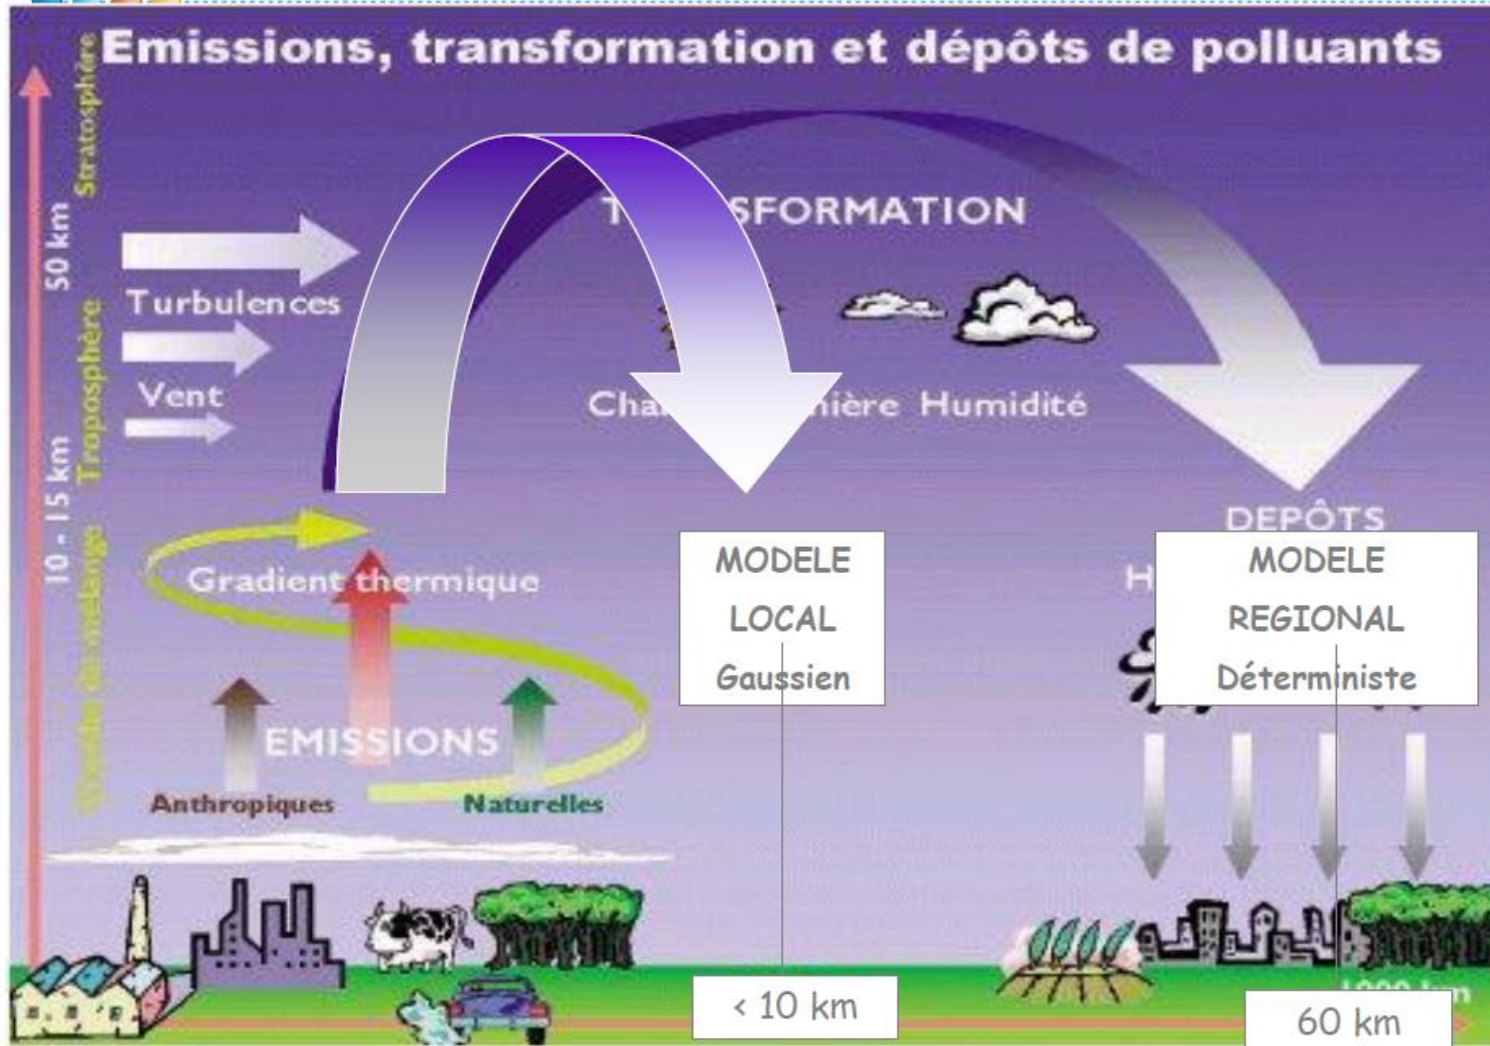 Emissions, transformation et dépôts de polluants
Stratosphère
50 km
Troposphère
10 - 15 km
Turbulences
Vent
Humidité
Gradient thermique
EMISSIONS
Anthropiques
Naturelles
MODELE
LOCAL
Gaussien
DEPÔTS
MODELE
REGIONAL
Déterministe
< 10 km
60 km